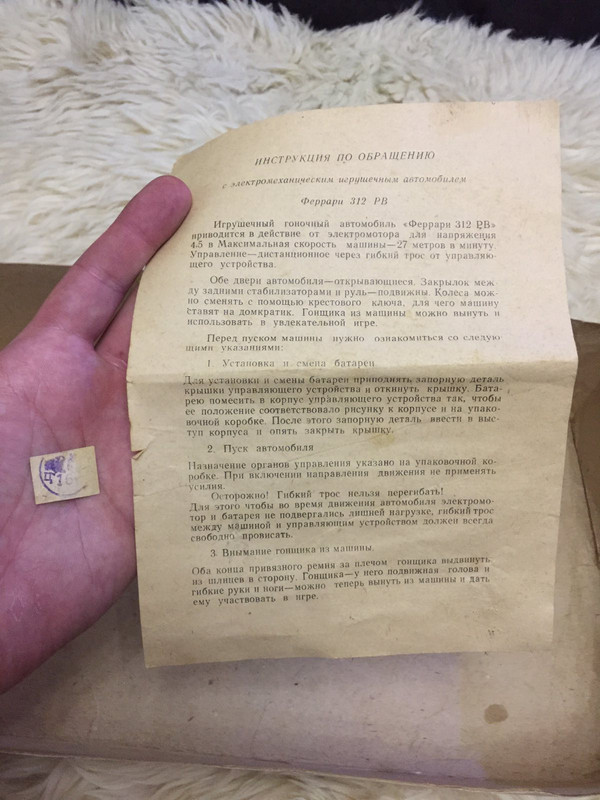 ИНСТРУКЦИЯ ПО ОБРАЩЕНИЮ
с электромеханическим игрушечным автомобилем
Феррари 312 РВ
Игрушечный гоночный автомобиль «Феррари 312 РВ»
приводится в действие от электромотора для напряжения
4,5 в Максимальная скорость машины—27 метров в минуту.
Управление—дистанционное через гибкий трос от управляю-
щего устройства.
Обе двери автомобиля—открывающиеся. Закрылок меж
ду задними стабилизаторами и руль—подвижны. Колеса мож-
но сменять с помощью крестового ключа, для чего машину
ставят на домкратик. Гонщика из машины можно вынуть и
использовать в увлекательной игре.
Перед пуском машины нужно ознакомиться со следую
щими указаниями:
1. Установка и смена батареи
Для установки и смены батареи приподнять запорную деталь
крышки управляющего устройства и откинуть крышку. Бата-
рею поместить в корпус управляющего устройства так, чтобы
ее положение соответствовало рисунку к корпусе и на упако-
вочной коробке. После этого запорную деталь ввести в выс-
туп корпуса и опять закрыть крышку.
2. Пуск автомобиля
Назначение органов управления указано на упаковочной ко-
робке. При включении направления движения не применять
усилия.
Осторожно! Гибкий трос нельзя перегибать!
Для этого чтобы во время движения автомобиля электромо-
тор и батарея не подвергались лишней нагрузке, гибкий трос
между машиной и управляющим устройством должен всегда
свободно провисать.
3. Внимание гонщика из машины
Оба конца привязного ремня за плечом гонщика выдвинуть
из шлицев в сторону. Гонщика—у него подвижная голова и
гибкие руки и ноги—можно теперь вынуть из машины и дать
ему участвовать в игре.